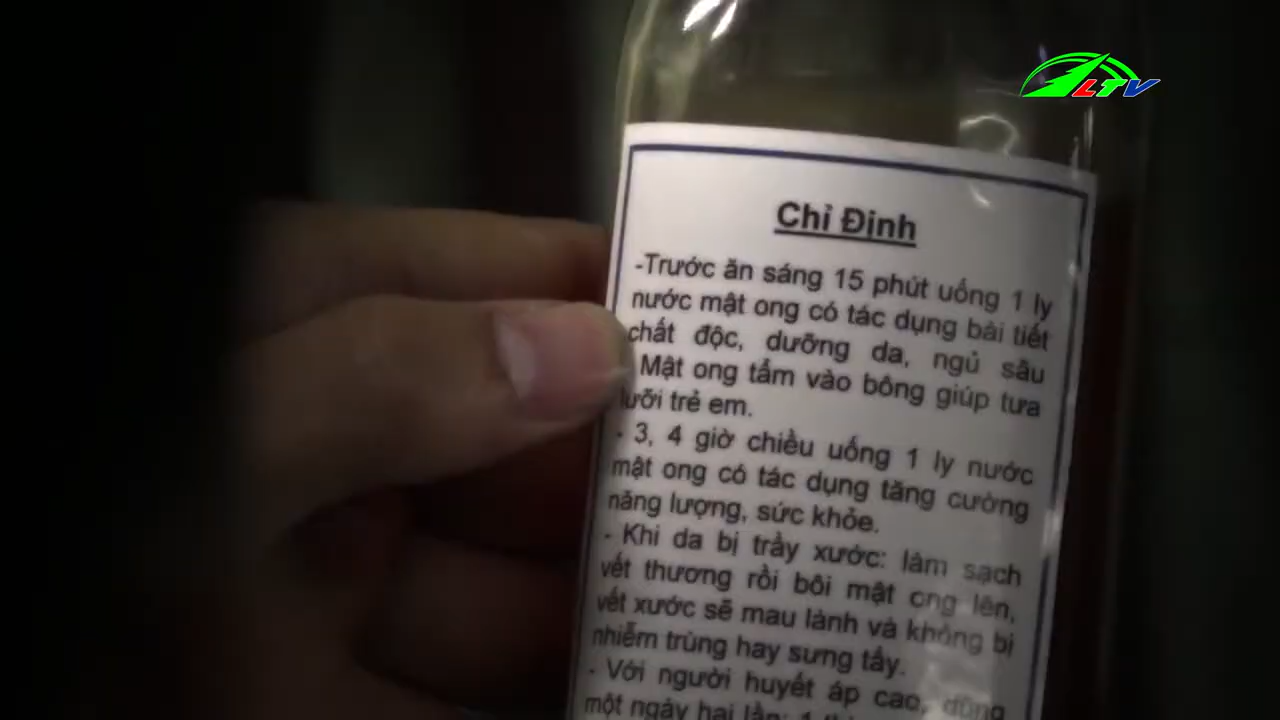 LTV
Chỉ Định
-Trước ăn sáng 15 phút uống 1 ly
nước mật ong có tác dụng bài tiết
chất độc, dưỡng da, ngủ sâu
Mật ong tẩm vào bông giúp tưa
lưỡi trẻ em.
- 3, 4 giờ chiều uống 1 ly nước
mật ong có tác dụng tăng cường
năng lượng, sức khỏe.
- Khi da bị trầy xước: làm sạch
vết thương rồi bôi mật ong lên,
vết xước sẽ mau lành và không bị
nhiễm trùng hay sưng tấy.
- Với người huyết áp cao, dùng
một ngày hai lần: 1